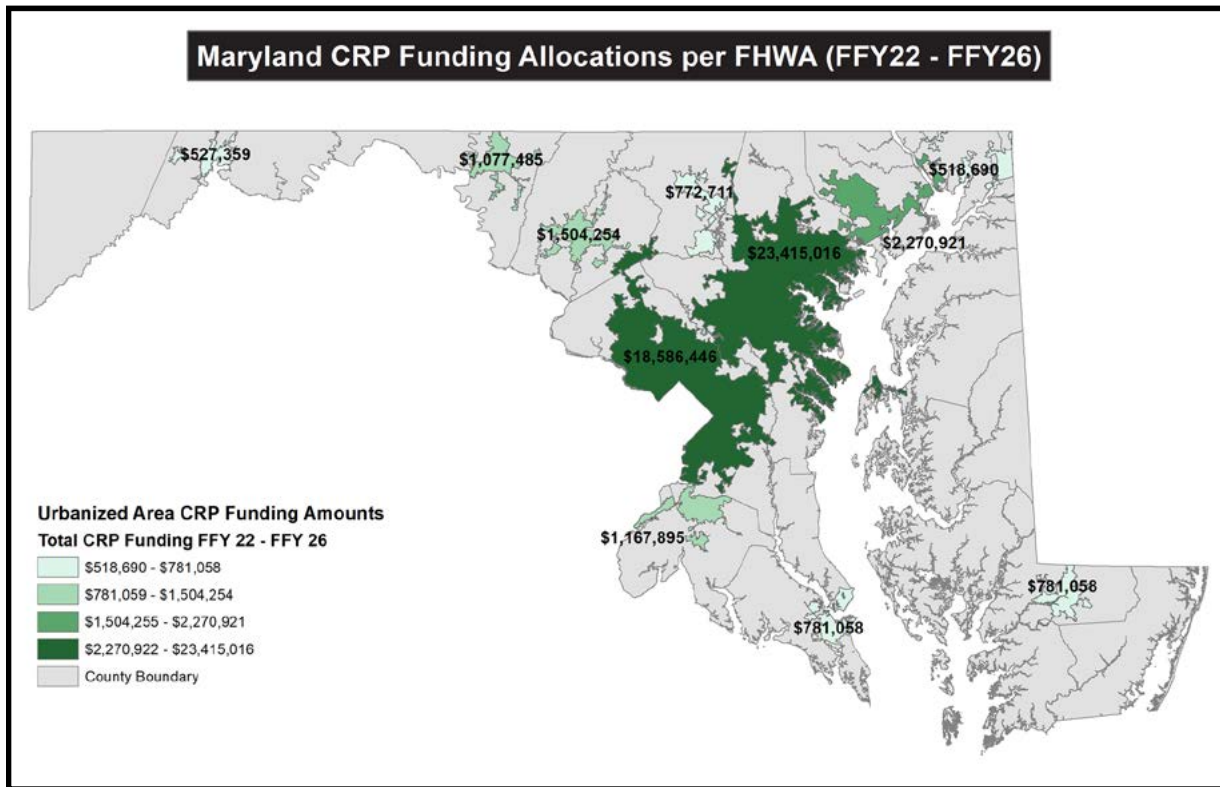 Maryland CRP Funding Allocations per FHWA (FFY22 - FFY26)
$527,359
$1,077,485
$518,690
$772,711
$1,504,254
$2,270,921
$23,415,016
$18,586,446
$1,167,895
$781,058
$781,058
Urbanized Area CRP Funding Amounts
Total CRP Funding FFY 22 - FFY 26
$518,690 - $781,058
$781,059 - $1,504,254
$1,504,255 - $2,270,921
$2,270,922 - $23,415,016
County Boundary